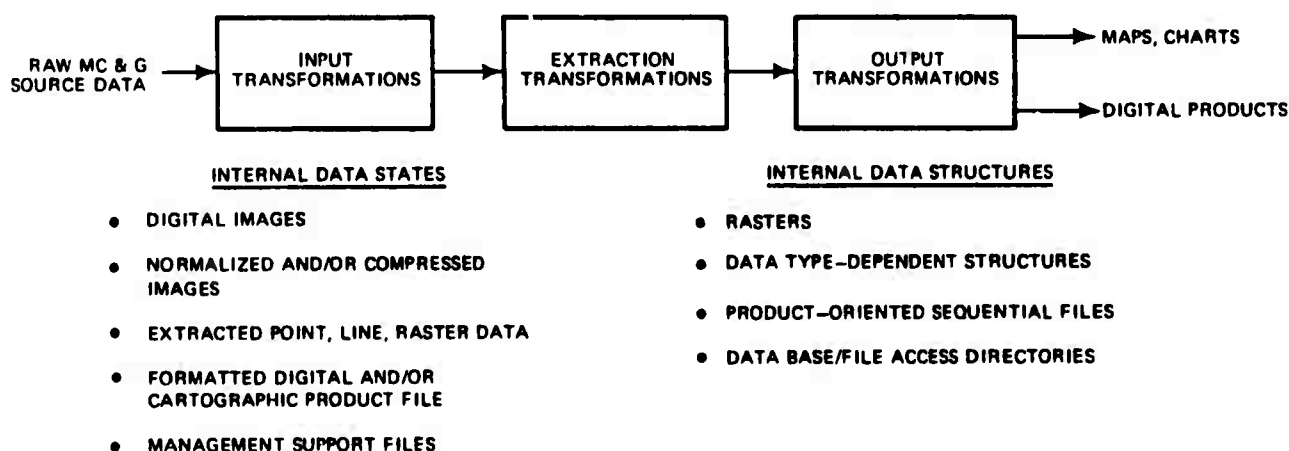 RAW MC & G
SOURCE DATA
INPUT
TRANSFORMATIONS
EXTRACTION
TRANSFORMATIONS
OUTPUT
TRANSFORMATIONS
MAPS, CHARTS
DIGITAL PRODUCTS
INTERNAL DATA STATES
• DIGITAL IMAGES
• NORMALIZED AND/OR COMPRESSED
IMAGES
• EXTRACTED POINT, LINE, RASTER DATA
• FORMATTED DIGITAL AND/OR
CARTOGRAPHIC PRODUCT FILE
• MANAGEMENT SUPPORT FILES
INTERNAL DATA STRUCTURES
• RASTERS
• DATA TYPE-DEPENDENT STRUCTURES
• PRODUCT-ORIENTED SEQUENTIAL FILES
• DATA BASE/FILE ACCESS DIRECTORIES